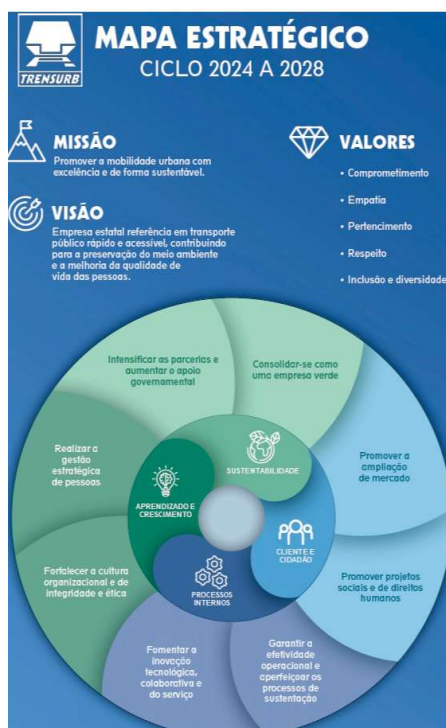 TRENSURB
MAPA ESTRATÉGICO
CICLO 2024 A 2028
MISSÃO
Promover a mobilidade urbana com
excelência e de forma sustentável.
VISÃO
Empresa estatal referência em transporte
público rápido e acessível, contribuindo
para a preservação do meio ambiente
e a melhoria da qualidade de
vida das pessoas.
VALORES
• Comprometimento
• Empatia
• Pertencimento
• Respeito
• Inclusão e diversidade
Intensificar as parcerias e
aumentar o apoio
governamental
Consolidar-se como
uma empresa verde
Realizar a
gestão
estratégica
de pessoas
Promover a
ampliação
de mercado
SUSTENTABILIDADE
APRENDIZADO E
CRESCIMENTO
CLIENTE E
CIDADÃO
PROCESSOS
INTERNOS
Fortalecer a cultura
organizacional e de
integridade e ética
Promover projetos
sociais e de direitos
humanos
Fomentar a
inovação
tecnológica,
colaborativa e
do serviço
Garantir a
efetividade
operacional e
aperfeiçoar os
processos de
sustentação